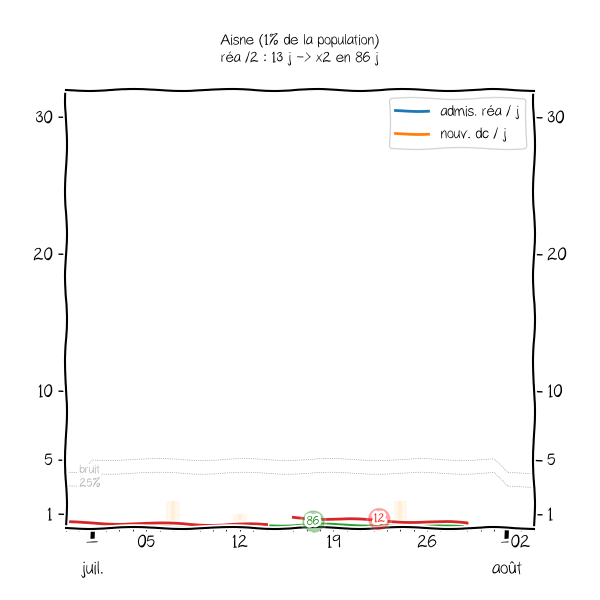 Aisne (1% de la population)
réa /2 : 13 j -> x2 en 86 j
admis. réa / j
nouv. dc / j
30
30
20
20
10
10
5
5
bruit
25%
1
1
86
12
05
12
19
26
02
juil.
août